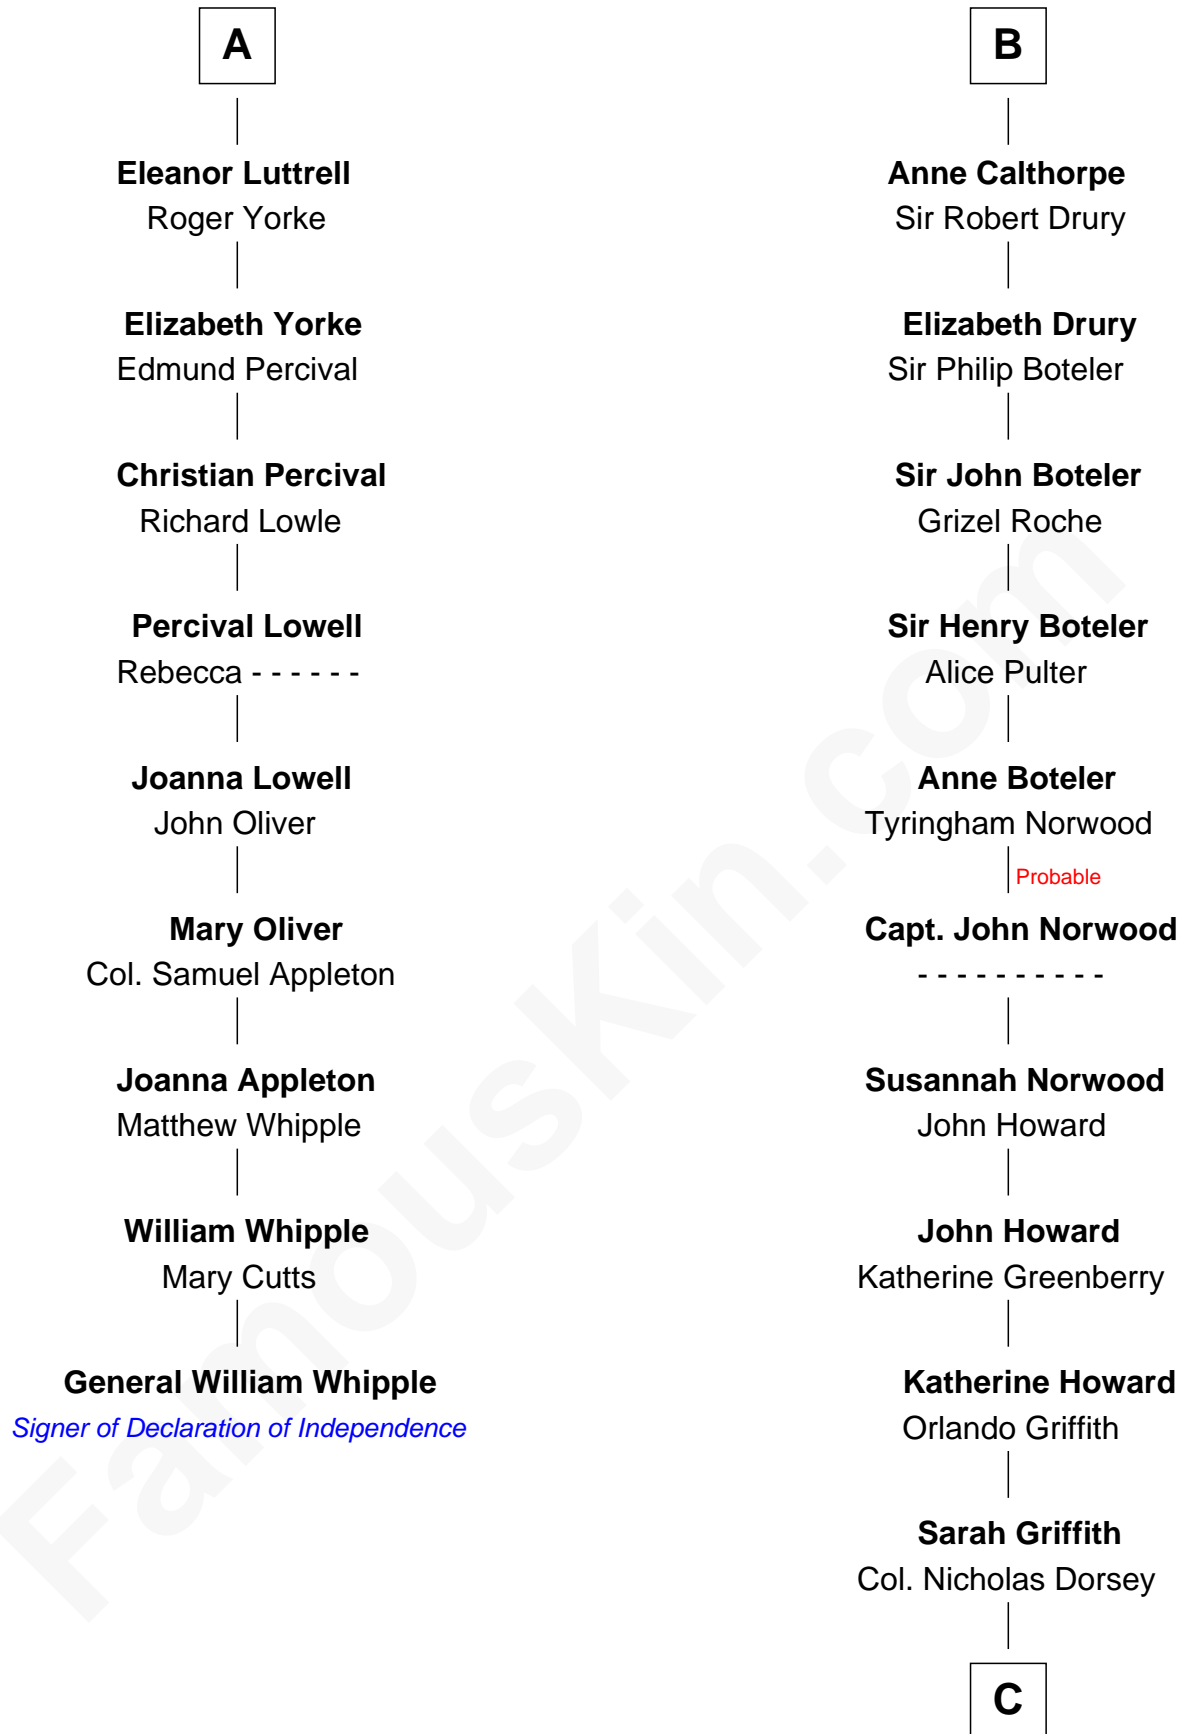 A
Eleanor Luttrell
Roger Yorke
Elizabeth Yorke
Edmund Percival
Christian Percival
Richard Lowle
Percival Lowell
Rebecca - - - - - -
Joanna Lowell
John Oliver
Mary Oliver
Col. Samuel Appleton
Joanna Appleton
Matthew Whipple
William Whipple
Mary Cutts
General William Whipple
Signer of Declaration of Independence
B
Anne Calthorpe
Sir Robert Drury
Elizabeth Drury
Sir Philip Boteler
Sir John Boteler
Grizel Roche
Sir Henry Boteler
Alice Pulter
Anne Boteler
Tyringham Norwood
Probable
Capt. John Norwood
- - - - - - - - - -
Susannah Norwood
John Howard
John Howard
Katherine Greenberry
Katherine Howard
Orlando Griffith
Sarah Griffith
Col. Nicholas Dorsey
C
FamousKin.com